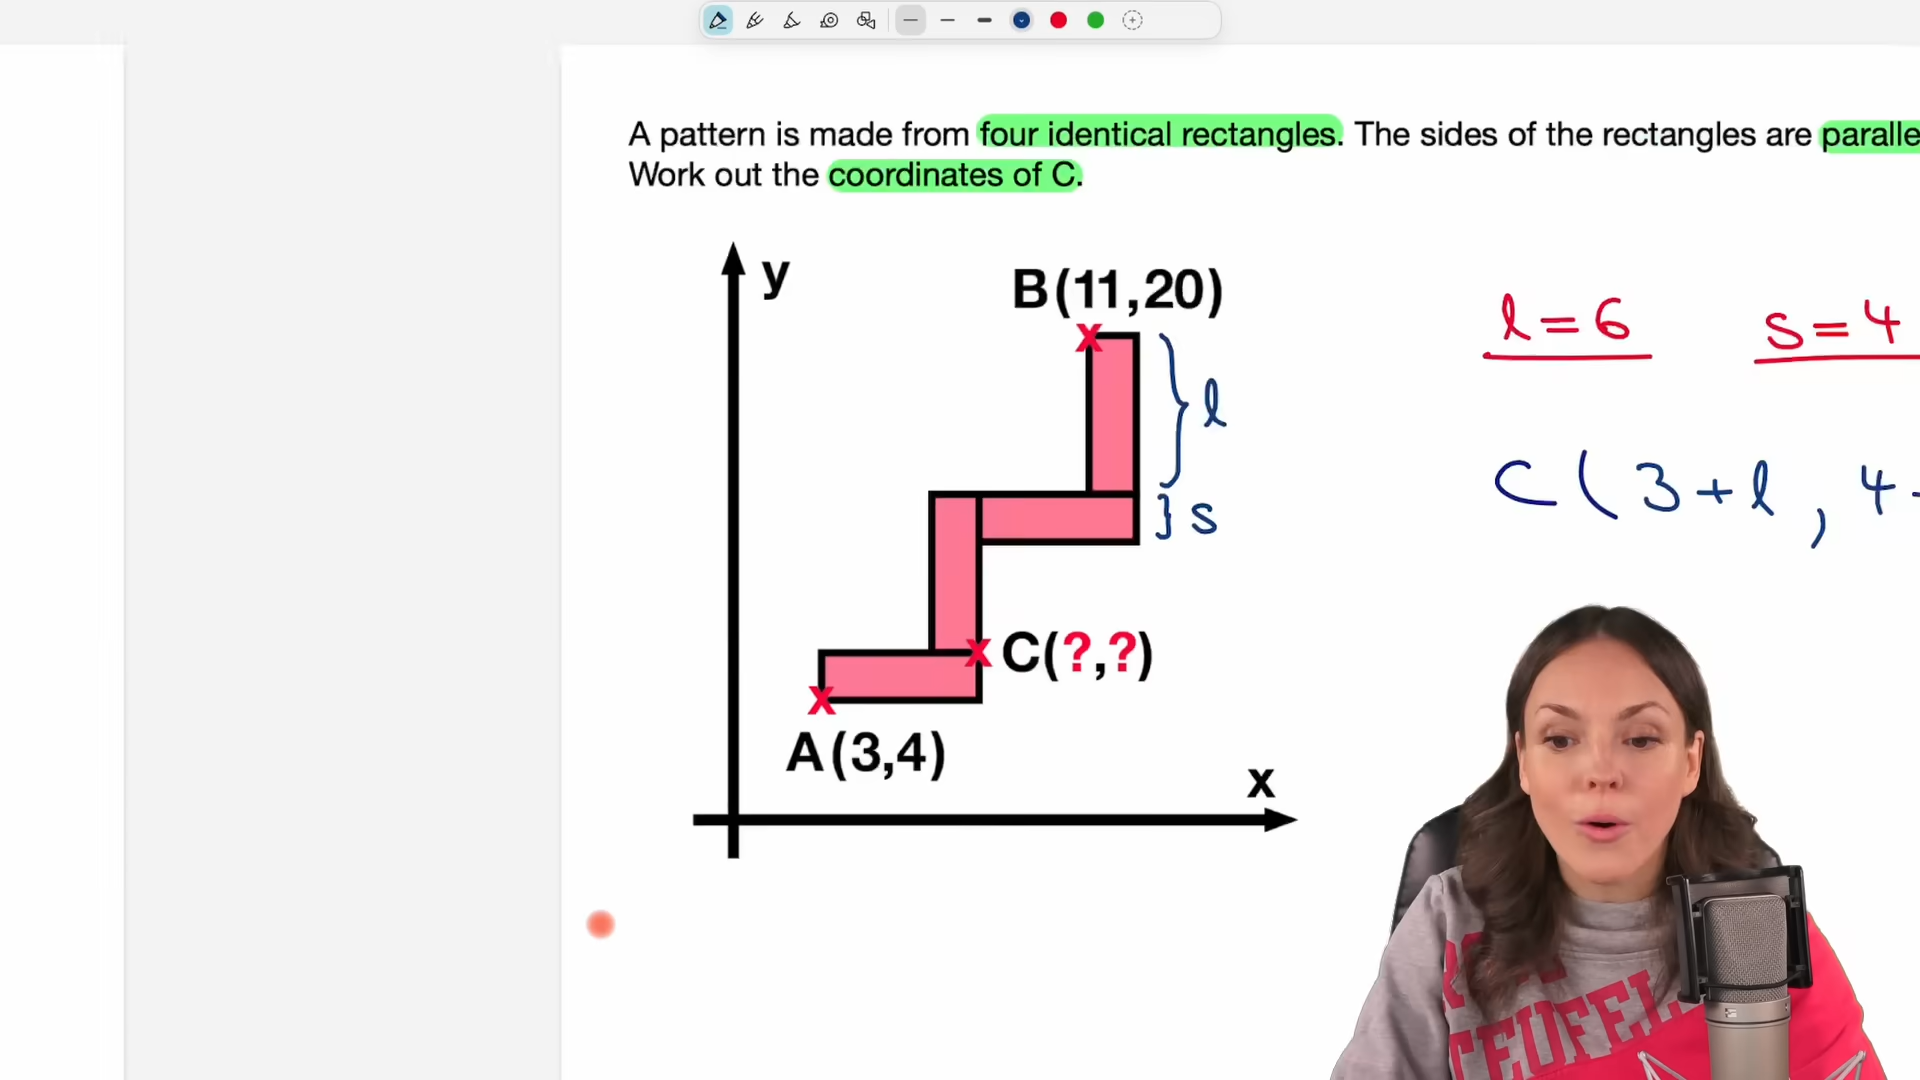 A pattern is made from four identical rectangles. The sides of the rectangles are paralle
Work out the coordinates of C.
y
B(11,20)
l = 6
s = 4
l
C ( 3 + l , 4
s
C(?,?)
A(3,4)
x
TEUFEL